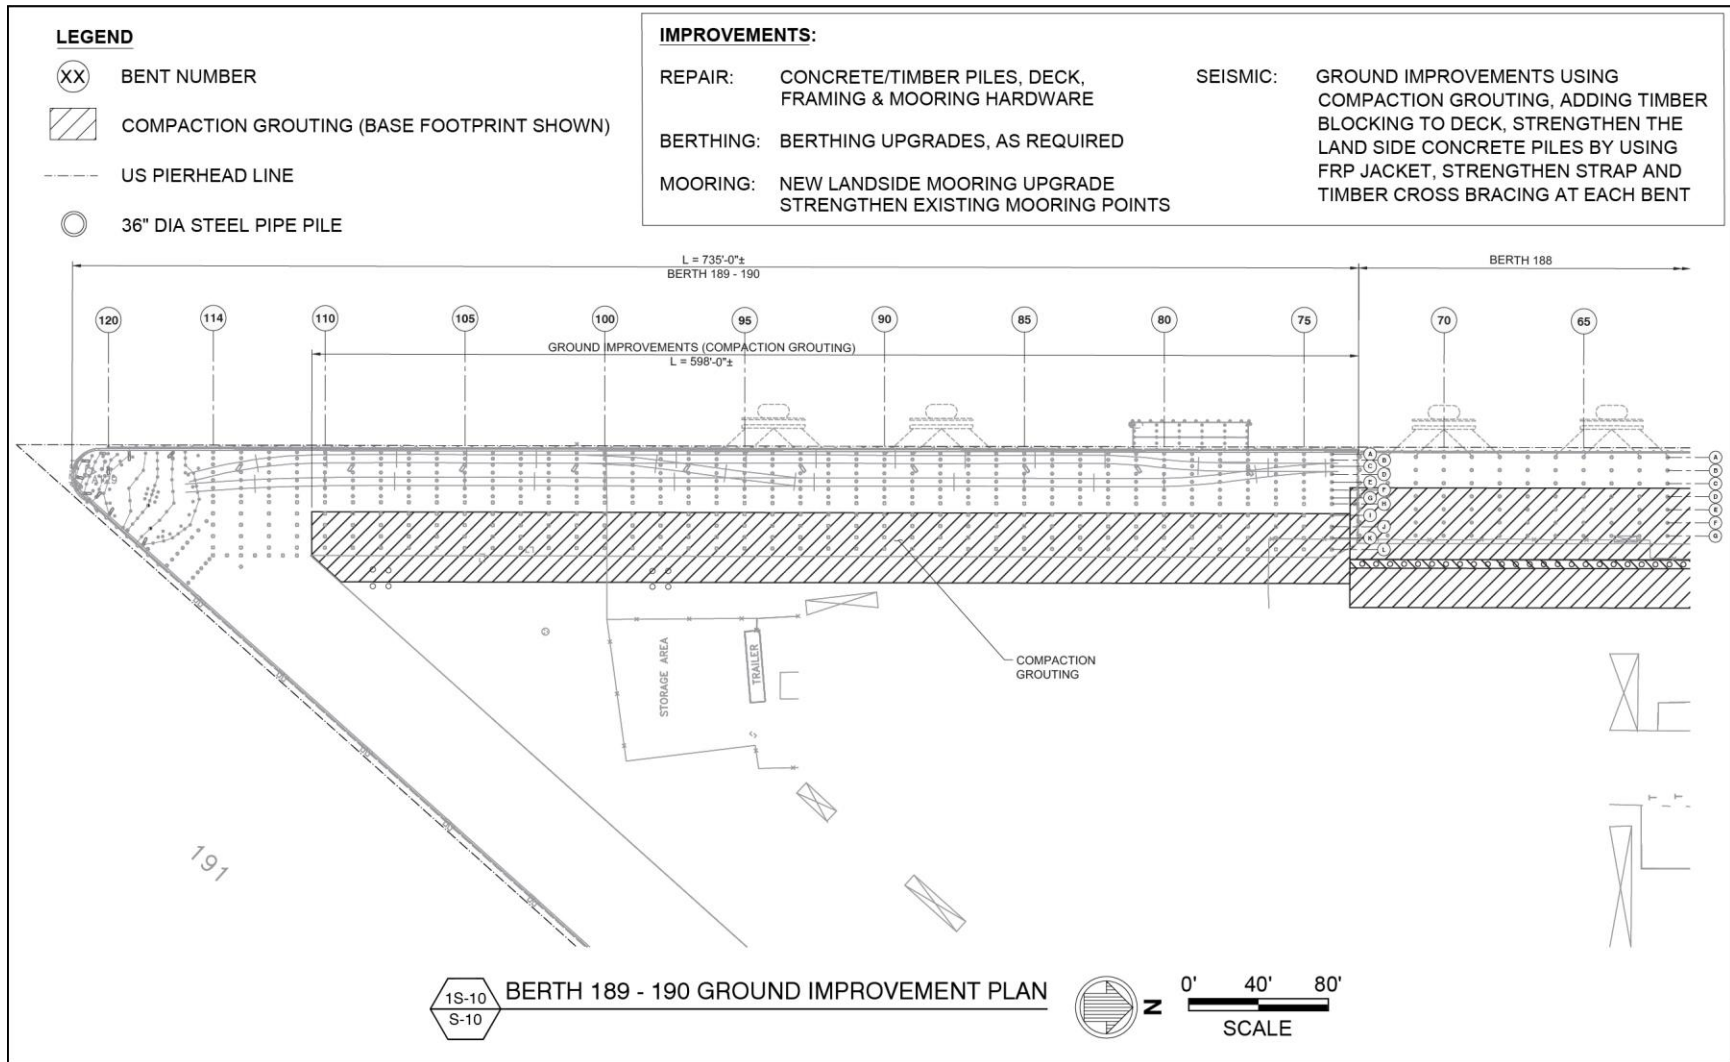 LEGEND
XX BENT NUMBER
COMPACTION GROUTING (BASE FOOTPRINT SHOWN)
US PIERHEAD LINE
36" DIA STEEL PIPE PILE
IMPROVEMENTS:
REPAIR: CONCRETE/TIMBER PILES, DECK,
FRAMING & MOORING HARDWARE
BERTHING: BERTHING UPGRADES, AS REQUIRED
MOORING: NEW LANDSIDE MOORING UPGRADE
STRENGTHEN EXISTING MOORING POINTS
SEISMIC: GROUND IMPROVEMENTS USING
COMPACTION GROUTING, ADDING TIMBER
BLOCKING TO DECK, STRENGTHEN THE
LAND SIDE CONCRETE PILES BY USING
FRP JACKET, STRENGTHEN STRAP AND
TIMBER CROSS BRACING AT EACH BENT
L = 735'-0"±
BERTH 189 - 190
BERTH 188
120 114 110 105 100 95 90 85 80 75 70 65
GROUND IMPROVEMENTS (COMPACTION GROUTING)
L = 598'-0"±
A
B
C
D
E
F
G
H
I
J
K
L
A
B
C
D
E
F
G
STORAGE AREA
TRAILER
COMPACTION
GROUTING
191
1S-10
S-10
BERTH 189 - 190 GROUND IMPROVEMENT PLAN
N
0' 40' 80'
SCALE